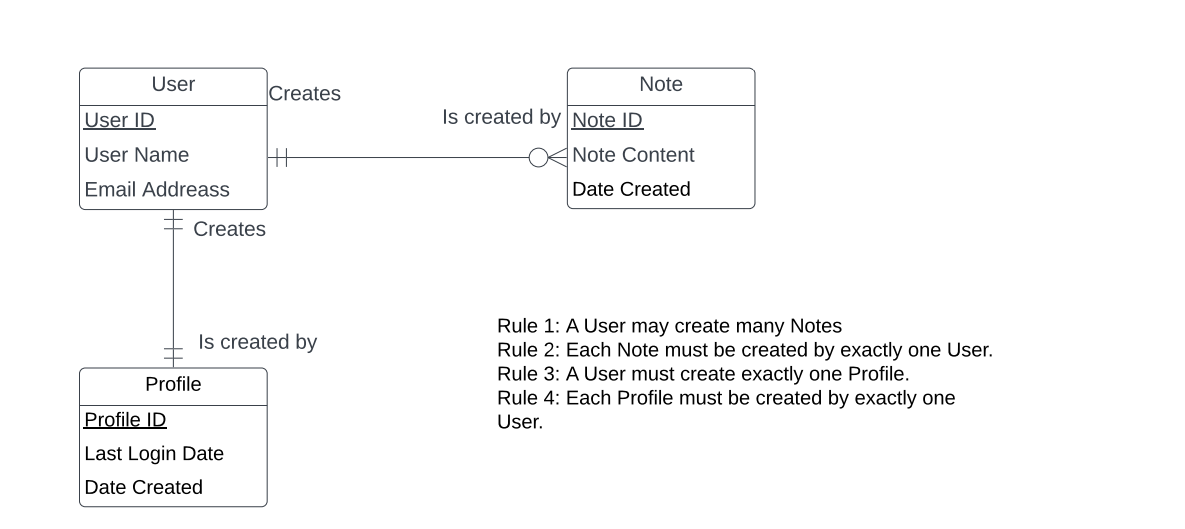 User
Creates
User ID
User Name
Email Addreass
Is created by
Note
Note ID
Note Content
Date Created
Creates
Is created by
Profile
Profile ID
Last Login Date
Date Created
Rule 1: A User may create many Notes
Rule 2: Each Note must be created by exactly one User.
Rule 3: A User must create exactly one Profile.
Rule 4: Each Profile must be created by exactly one
User.